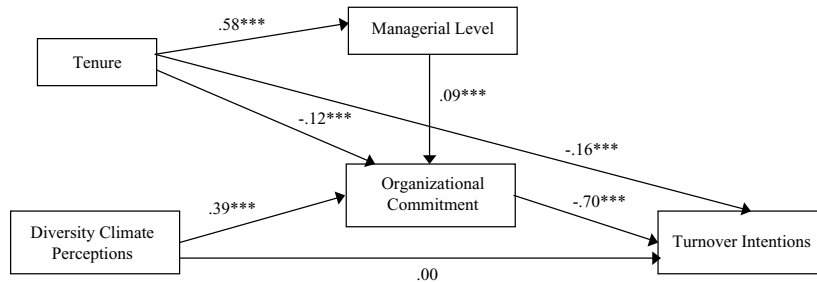 .58***
Managerial Level
Tenure
.09***
-.12***
-.16***
Organizational
Commitment
.39***
-.70***
Diversity Climate
Perceptions
Turnover Intentions
.00